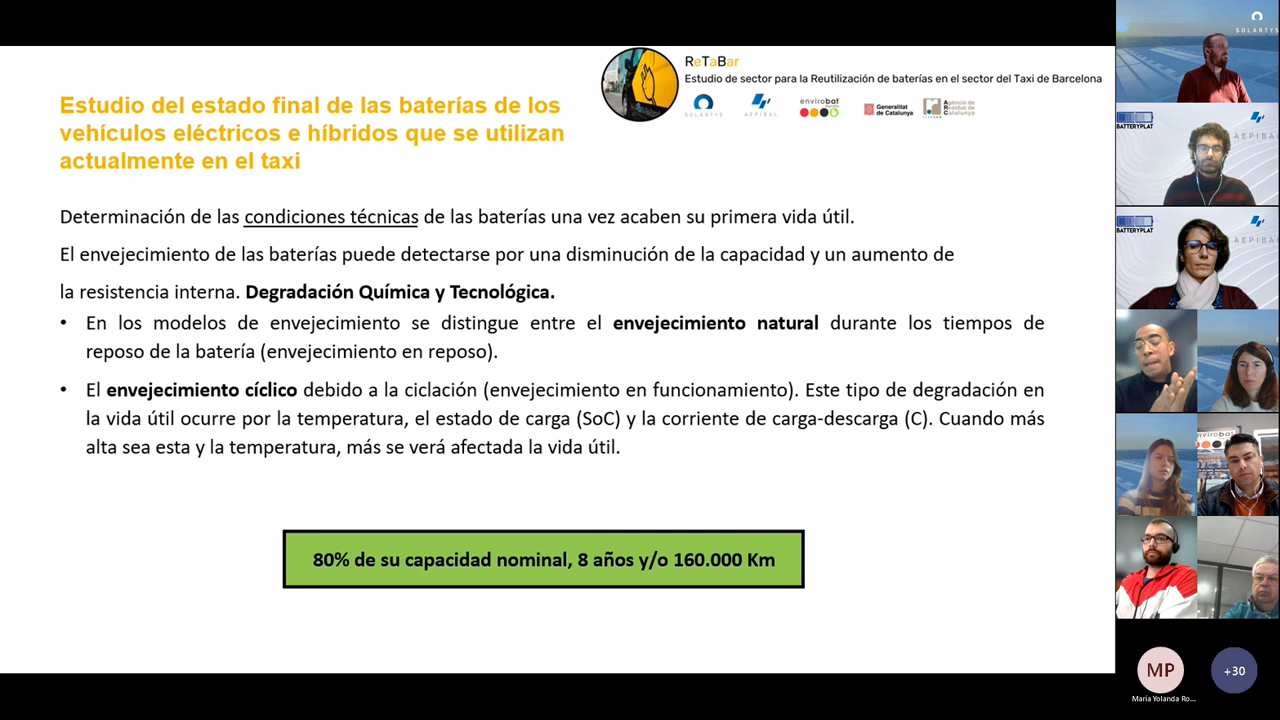 ReTaBar
Estudio de sector para la Reutilización de baterías en el sector del Taxi de Barcelona
SOLARTYS
AEPIBAL
envirobat
Generalitat
de Catalunya
Agència de
Residus de
Catalunya
Estudio del estado final de las baterías de los
vehículos eléctricos e híbridos que se utilizan
actualmente en el taxi
Determinación de las condiciones técnicas de las baterías una vez acaben su primera vida útil.
El envejecimiento de las baterías puede detectarse por una disminución de la capacidad y un aumento de
la resistencia interna. Degradación Química y Tecnológica.
• En los modelos de envejecimiento se distingue entre el envejecimiento natural durante los tiempos de
reposo de la batería (envejecimiento en reposo).
• El envejecimiento cíclico debido a la ciclación (envejecimiento en funcionamiento). Este tipo de degradación en
la vida útil ocurre por la temperatura, el estado de carga (SoC) y la corriente de carga-descarga (C). Cuando más
alta sea esta y la temperatura, más se verá afectada la vida útil.
80% de su capacidad nominal, 8 años y/o 160.000 Km
SOLARTYS
BATTERYPLAT
AEPIBAL
BATTERYPLAT
AEPIBAL
envirobat
MP
+30
María Yolanda Ro...